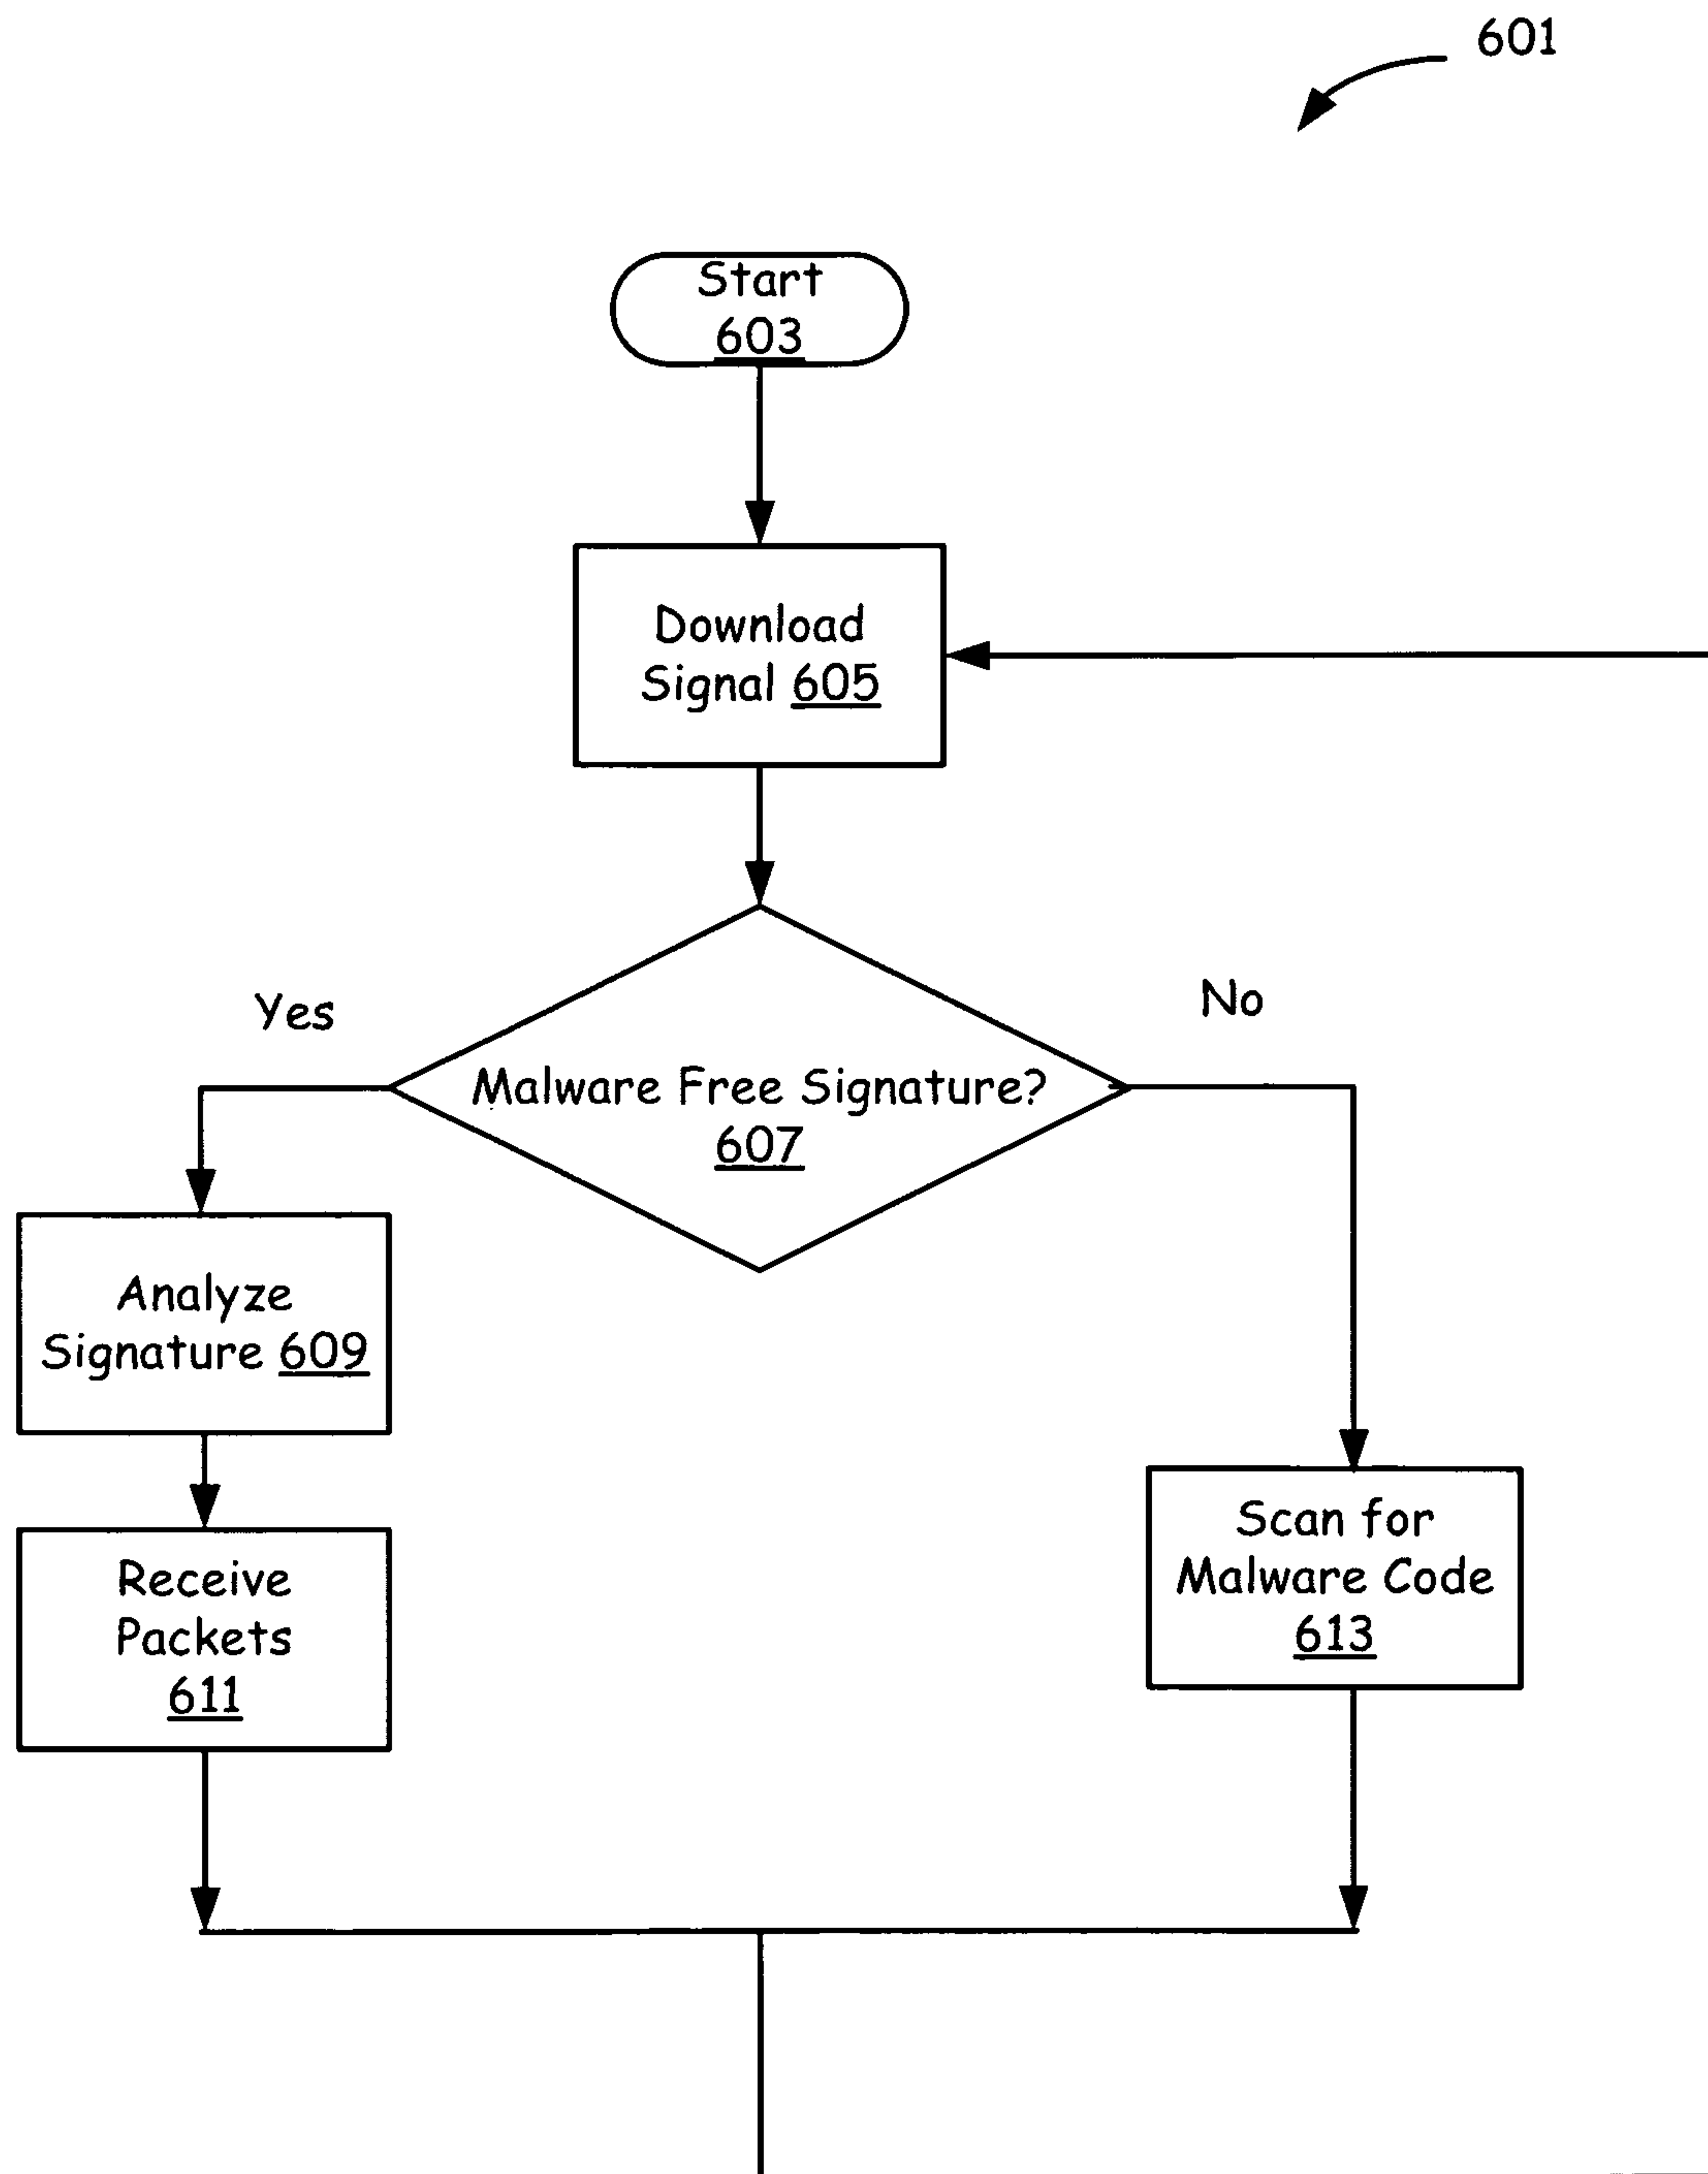 601
Start
603
Download
Signal 605
Yes
No
Malware Free Signature?
607
Analyze
Signature 609
Receive
Packets
611
Scan for
Malware Code
613